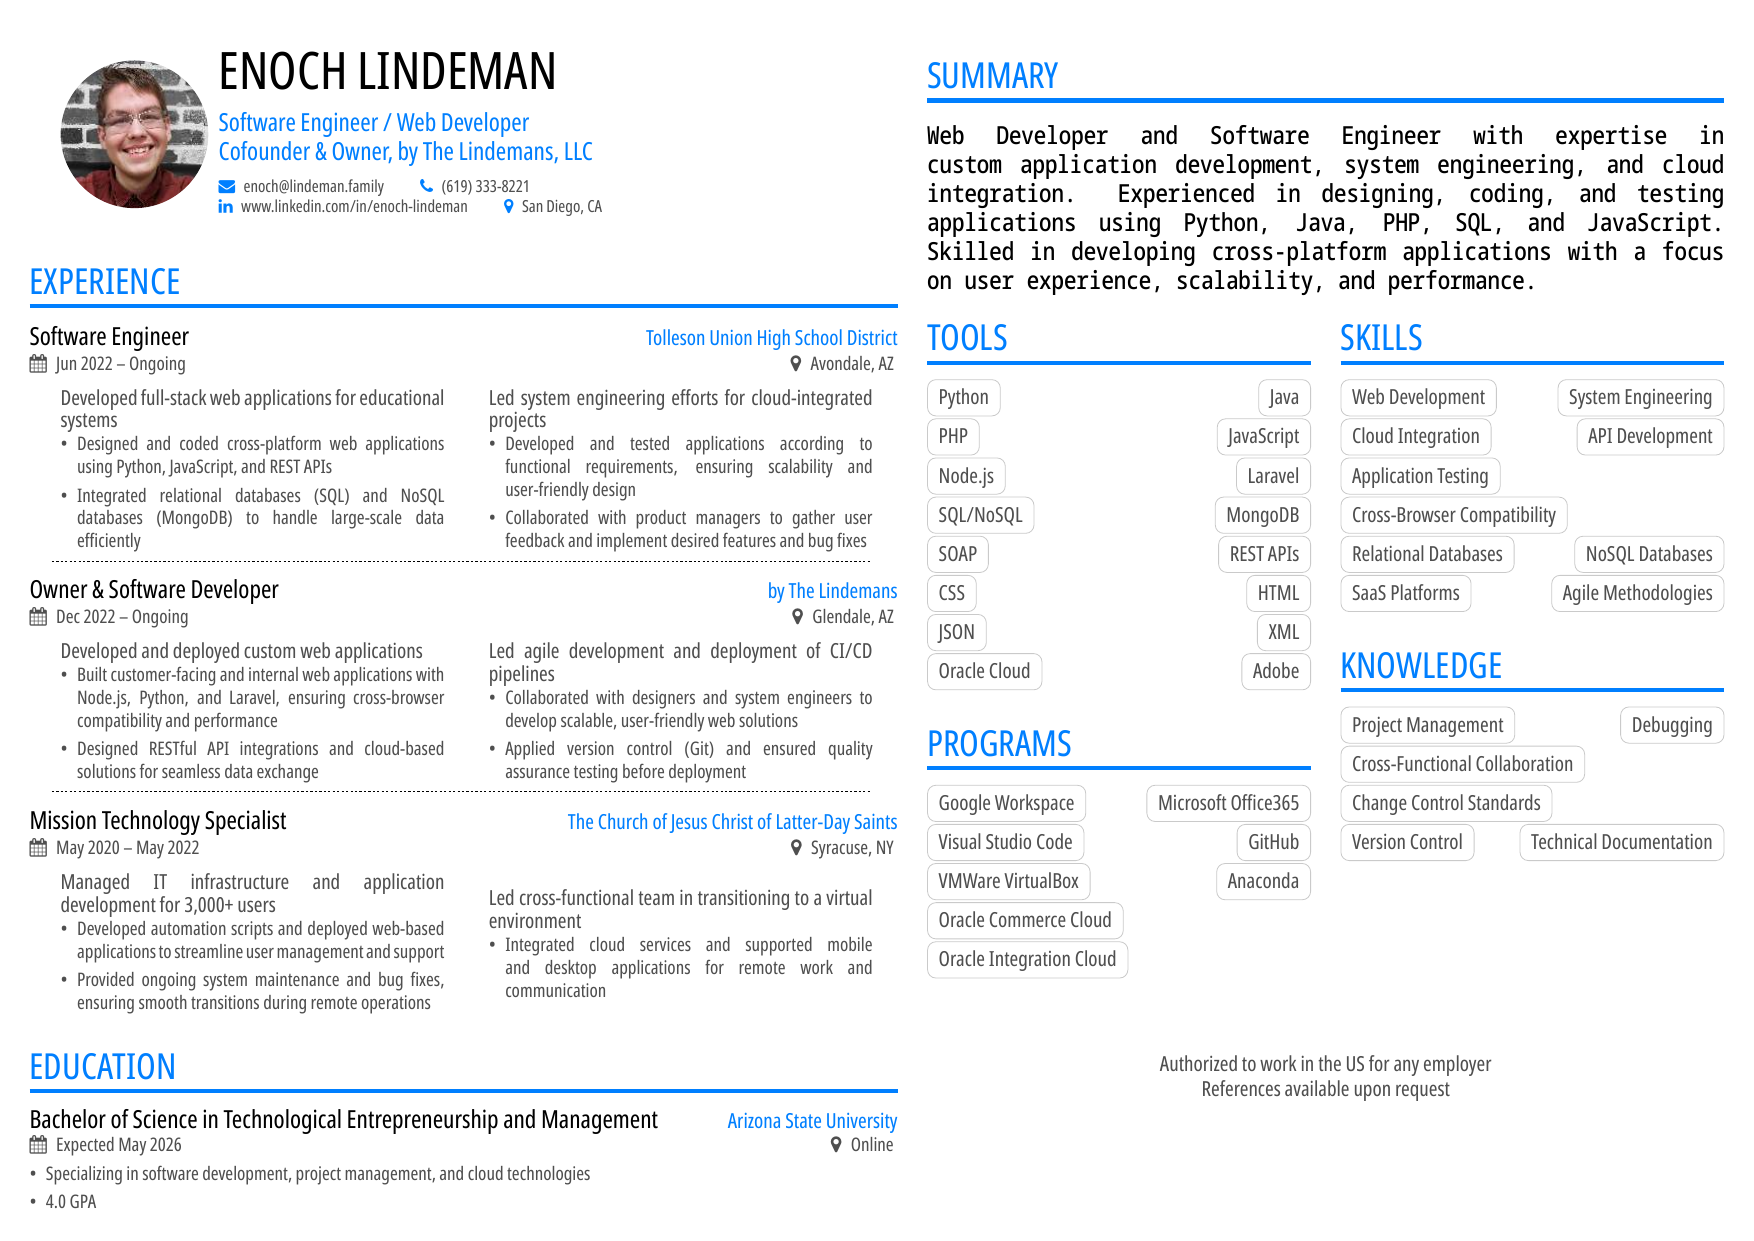 ENOCH LINDEMAN
Software Engineer / Web Developer
Cofounder & Owner, by The Lindemans, LLC
enoch@lindeman.family (619) 333-8221
www.linkedin.com/in/enoch-lindeman San Diego, CA
EXPERIENCE
Software Engineer Tolleson Union High School District
Jun 2022 – Ongoing Avondale, AZ
Developed full-stack web applications for educational
systems
• Designed and coded cross-platform web applications
using Python, JavaScript, and REST APIs
• Integrated relational databases (SQL) and NoSQL
databases (MongoDB) to handle large-scale data
efficiently
Led system engineering efforts for cloud-integrated
projects
• Developed and tested applications according to
functional requirements, ensuring scalability and
user-friendly design
• Collaborated with product managers to gather user
feedback and implement desired features and bug fixes
Owner & Software Developer by The Lindemans
Dec 2022 – Ongoing Glendale, AZ
Developed and deployed custom web applications
• Built customer-facing and internal web applications with
Node.js, Python, and Laravel, ensuring cross-browser
compatibility and performance
• Designed RESTful API integrations and cloud-based
solutions for seamless data exchange
Led agile development and deployment of CI/CD
pipelines
• Collaborated with designers and system engineers to
develop scalable, user-friendly web solutions
• Applied version control (Git) and ensured quality
assurance testing before deployment
Mission Technology Specialist The Church of Jesus Christ of Latter-Day Saints
May 2020 – May 2022 Syracuse, NY
Managed IT infrastructure and application
development for 3,000+ users
• Developed automation scripts and deployed web-based
applications to streamline user management and support
• Provided ongoing system maintenance and bug fixes,
ensuring smooth transitions during remote operations
Led cross-functional team in transitioning to a virtual
environment
• Integrated cloud services and supported mobile
and desktop applications for remote work and
communication
EDUCATION
Bachelor of Science in Technological Entrepreneurship and Management Arizona State University
Expected May 2026 Online
• Specializing in software development, project management, and cloud technologies
• 4.0 GPA
SUMMARY
Web Developer and Software Engineer with expertise in
custom application development, system engineering, and cloud
integration. Experienced in designing, coding, and testing
applications using Python, Java, PHP, SQL, and JavaScript.
Skilled in developing cross-platform applications with a focus
on user experience, scalability, and performance.
TOOLS
Python Java
PHP JavaScript
Node.js Laravel
SQL/NoSQL MongoDB
SOAP REST APIs
CSS HTML
JSON XML
Oracle Cloud Adobe
PROGRAMS
Google Workspace Microsoft Office365
Visual Studio Code GitHub
VMWare VirtualBox Anaconda
Oracle Commerce Cloud
Oracle Integration Cloud
SKILLS
Web Development System Engineering
Cloud Integration API Development
Application Testing
Cross-Browser Compatibility
Relational Databases NoSQL Databases
SaaS Platforms Agile Methodologies
KNOWLEDGE
Project Management Debugging
Cross-Functional Collaboration
Change Control Standards
Version Control Technical Documentation
Authorized to work in the US for any employer
References available upon request